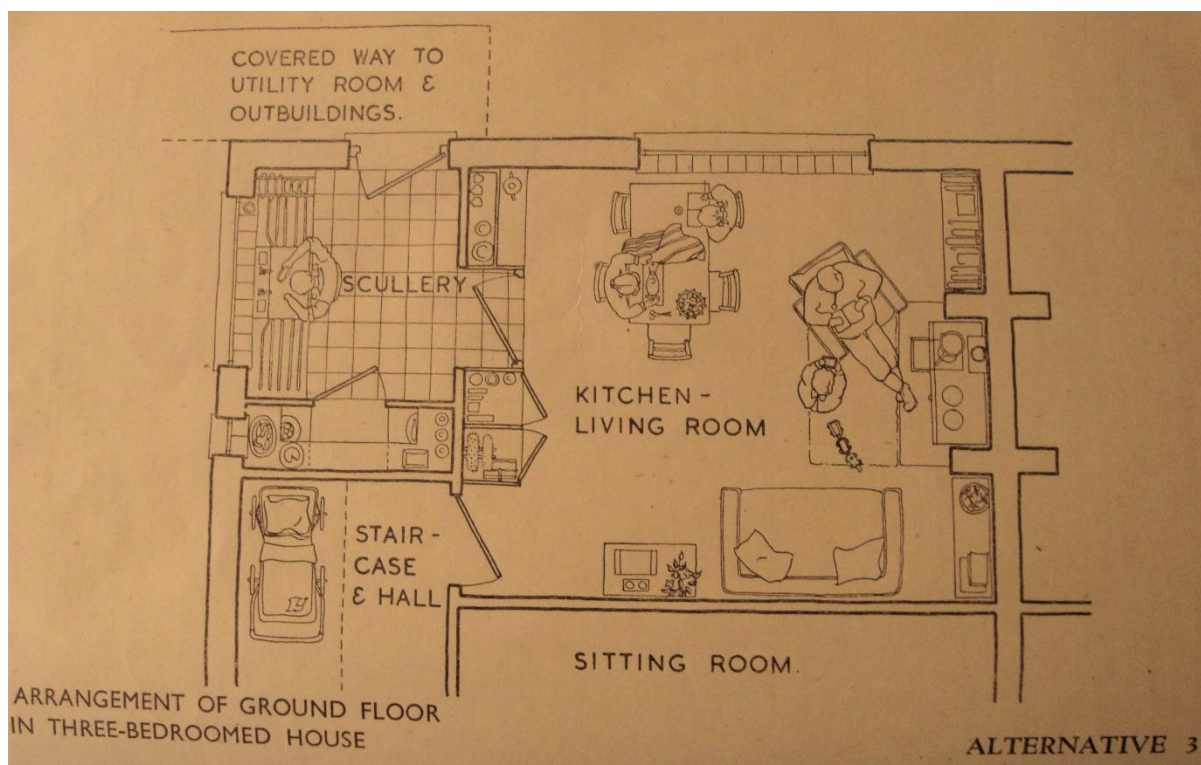 COVERED WAY TO
UTILITY ROOM &
OUTBUILDINGS.
SCULLERY
KITCHEN-
LIVING ROOM
STAIR-
CASE
& HALL
SITTING ROOM.
ARRANGEMENT OF GROUND FLOOR
IN THREE-BEDROOMED HOUSE
ALTERNATIVE 3